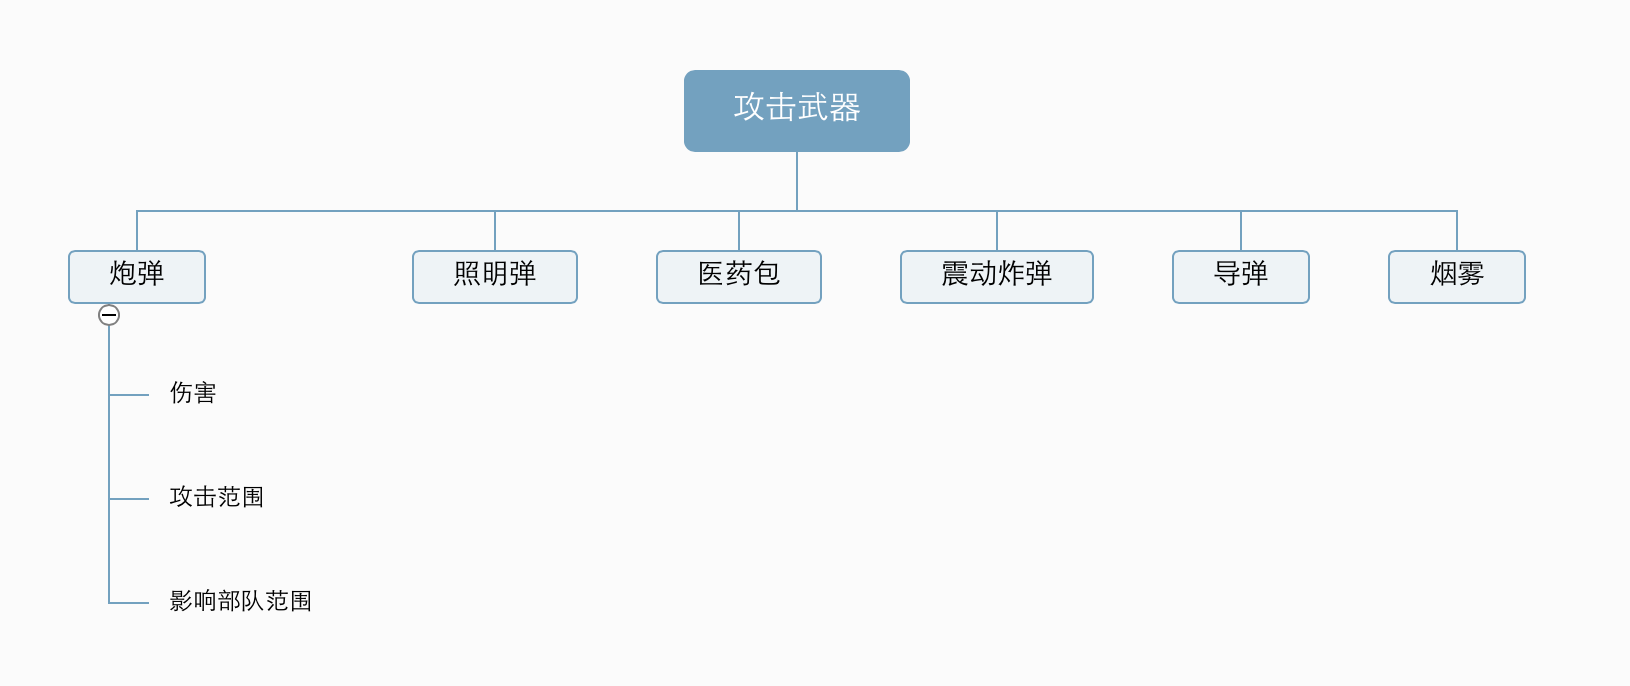 攻击武器
炮弹
照明弹
医药包
震动炸弹
导弹
烟雾
伤害
攻击范围
影响部队范围